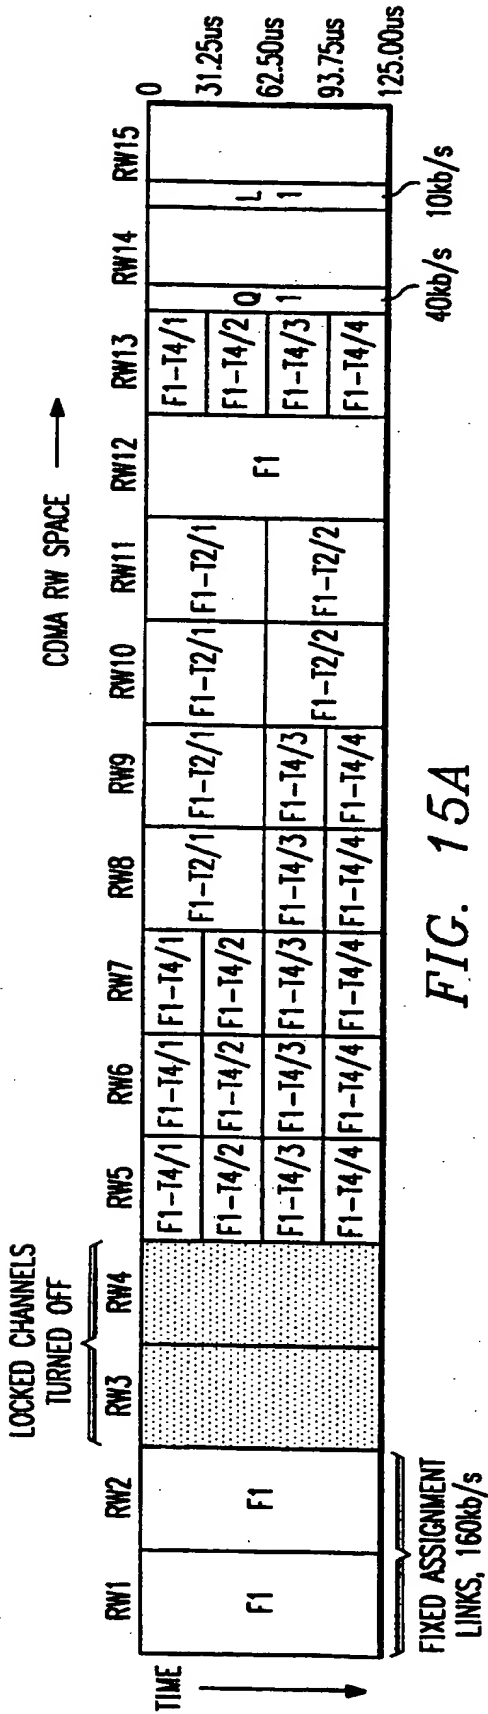 CDMA RW SPACE
LOCKED CHANNELS
TURNED OFF
RW1 RW2 RW3 RW4 RW5 RW6 RW7 RW8 RW9 RW10 RW11 RW12 RW13 RW14 RW15
TIME
0
31.25us
62.50us
93.75us
125.00us
F1
F1
F1-T4/1
F1-T4/2
F1-T4/3
F1-T4/4
F1-T4/1
F1-T4/2
F1-T4/3
F1-T4/4
F1-T4/1
F1-T4/2
F1-T4/3
F1-T4/4
F1-T2/1
F1-T4/3
F1-T4/4
F1-T2/1
F1-T4/3
F1-T4/4
F1-T2/1
F1-T2/2
F1-T2/1
F1-T2/2
F1
F1-T4/1
F1-T4/2
F1-T4/3
F1-T4/4
Q
1
L
1
FIXED ASSIGNMENT
LINKS, 160kb/s
40kb/s
10kb/s
FIG. 15A